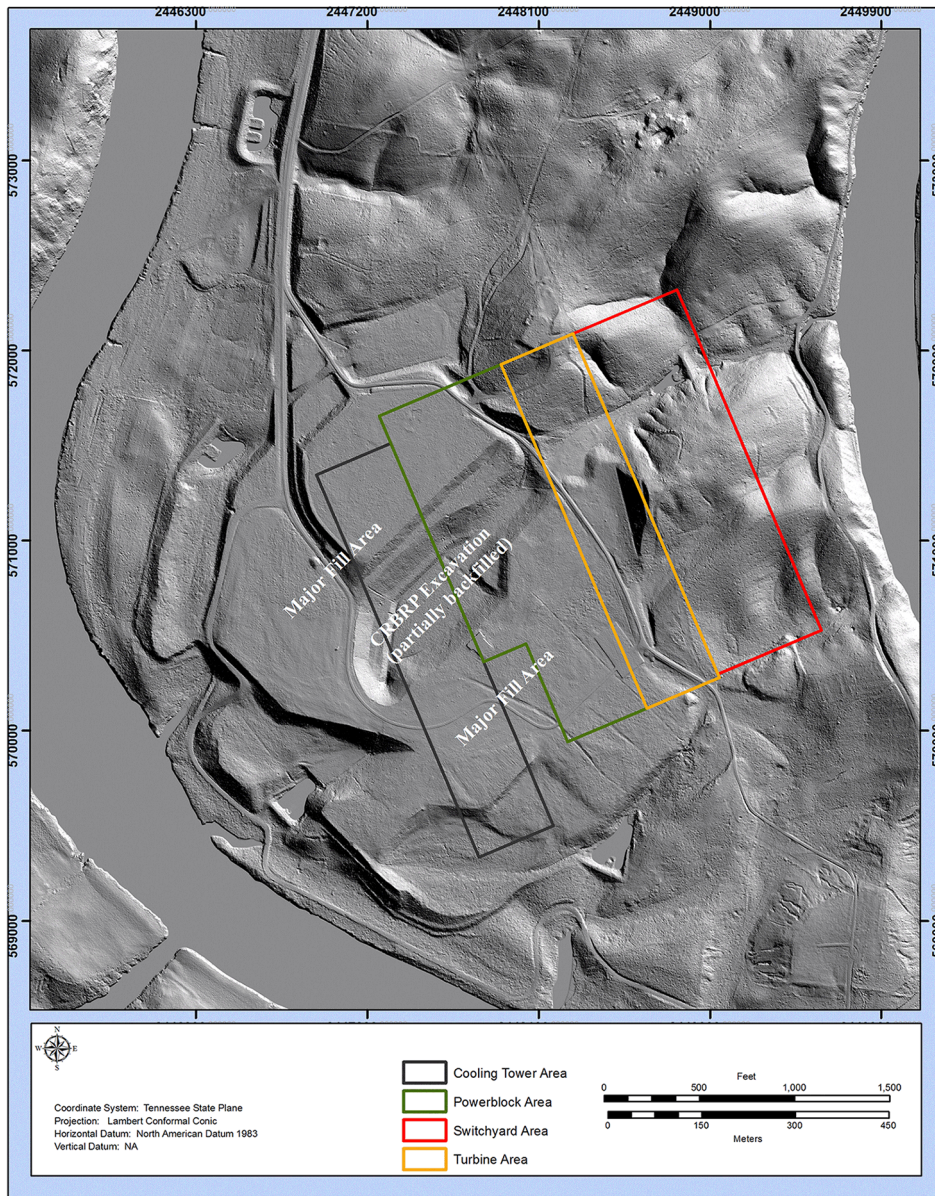 2446300 2447200 2448100 2449000 2449900
573000
572000
571000
570000
569000
Major Fill Area
CRBRP Excavation
(partially backfilled)
Major Fill Area
N
W E
S
Coordinate System: Tennessee State Plane
Projection: Lambert Conformal Conic
Horizontal Datum: North American Datum 1983
Vertical Datum: NA
Cooling Tower Area
Powerblock Area
Switchyard Area
Turbine Area
Feet
0 500 1,000 1,500
0 150 300 450
Meters